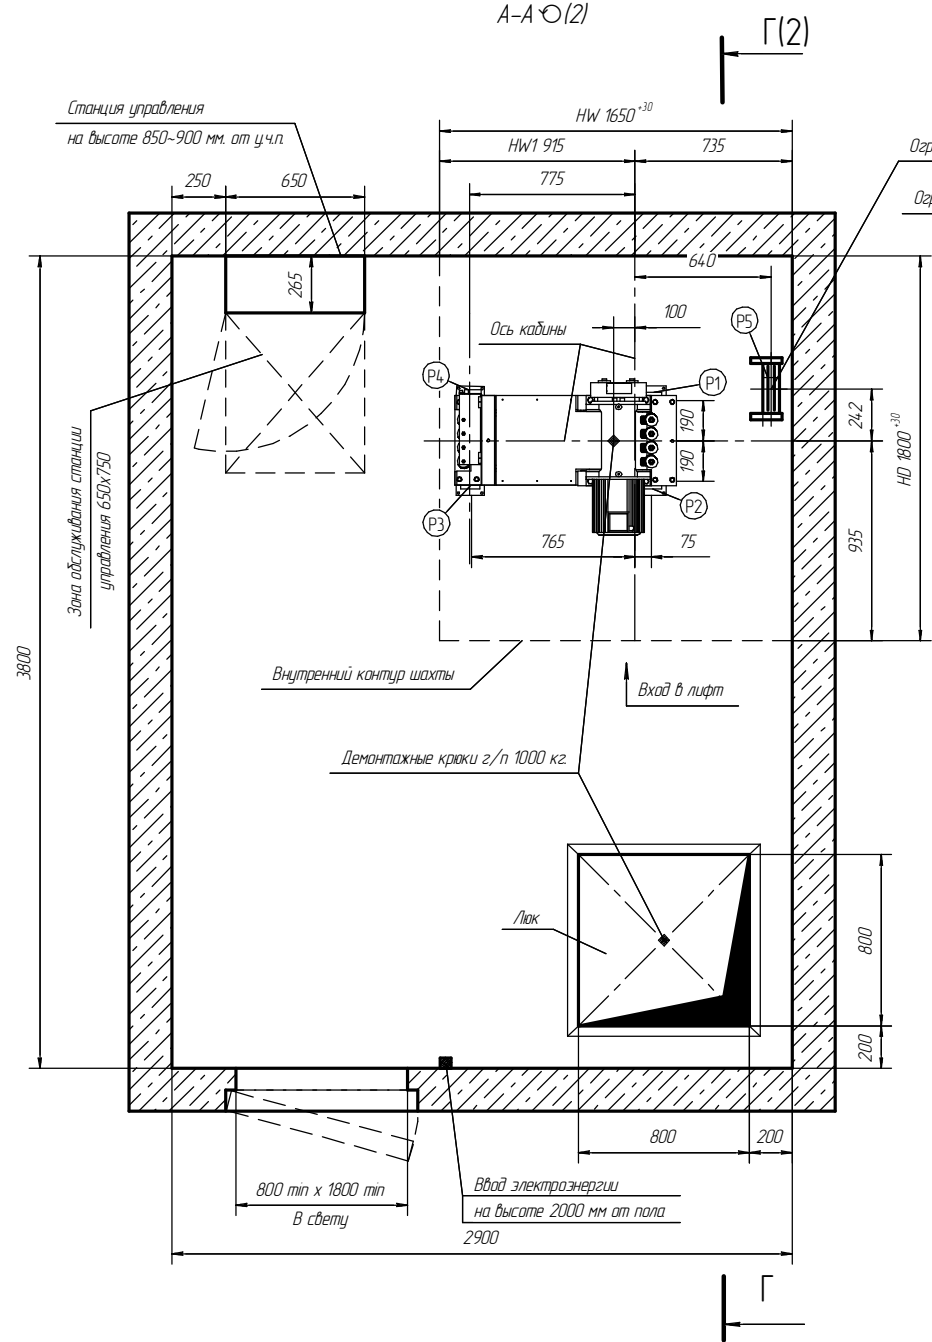 А-А (2)
Г(2)
Станция управления
на высоте 850~900 мм. от у.ч.п.
HW 1650 +30
HW1 915
735
Огр
250
650
775
Огр
640
265
100
Ось кабины
P5
P4
P1
190
242
HD 1800 +30
190
P2
P3
935
Зона обслуживания станции
управления 650x750
765
75
3800
Внутренний контур шахты
Вход в лифт
Демонтажные крюки г/п 1000 кг.
Люк
800
200
800
200
800 min x 1800 min
В свету
Ввод электроэнергии
на высоте 2000 мм от пола
2900
Г